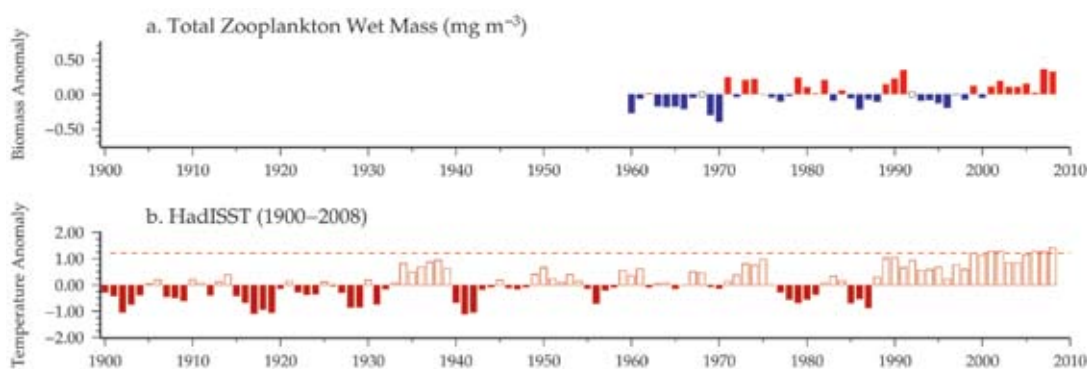 a. Total Zooplankton Wet Mass (mg m⁻³)
Biomass Anomaly
0.50
0.00
−0.50
1900 1910 1920 1930 1940 1950 1960 1970 1980 1990 2000 2010
b. HadISST (1900–2008)
Temperature Anomaly
2.00
1.00
0.00
−1.00
−2.00
1900 1910 1920 1930 1940 1950 1960 1970 1980 1990 2000 2010